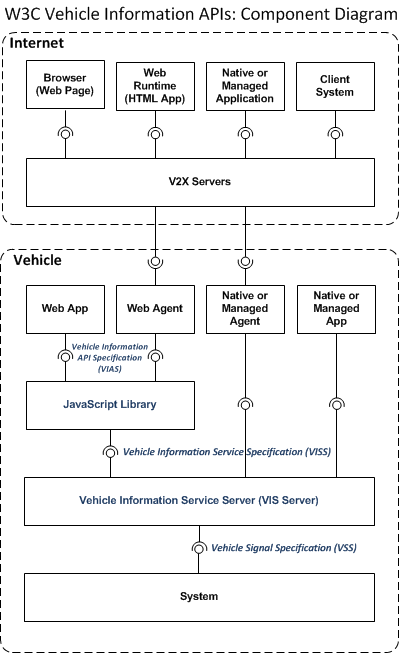 W3C Vehicle Information APIs: Component Diagram
Internet
Browser
(Web Page)
Web
Runtime
(HTML App)
Native or
Managed
Application
Client
System
V2X Servers
Vehicle
Web App
Web Agent
Native or
Managed
Agent
Native or
Managed
App
Vehicle Information
API Specification
(VIAS)
JavaScript Library
Vehicle Information Service Specification (VISS)
Vehicle Information Service Server (VIS Server)
Vehicle Signal Specification (VSS)
System